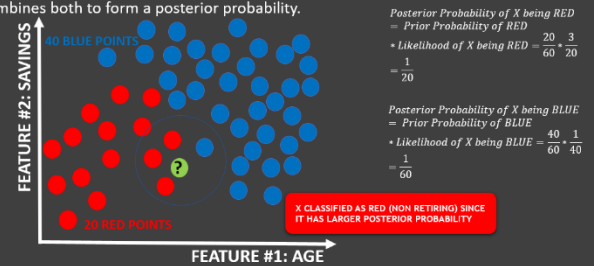 mbines both to form a posterior probability.
40 BLUE POINTS
FEATURE #2: SAVINGS
?
20 RED POINTS
FEATURE #1: AGE
Posterior Probability of X being RED
= Prior Probability of RED
* Likelihood of X being RED = 20/60 * 3/20
= 1/20
Posterior Probability of X being BLUE
= Prior Probability of BLUE
* Likelihood of X being BLUE = 40/60 * 1/40
= 1/60
X CLASSIFIED AS RED (NON RETIRING) SINCE
IT HAS LARGER POSTERIOR PROBABILITY